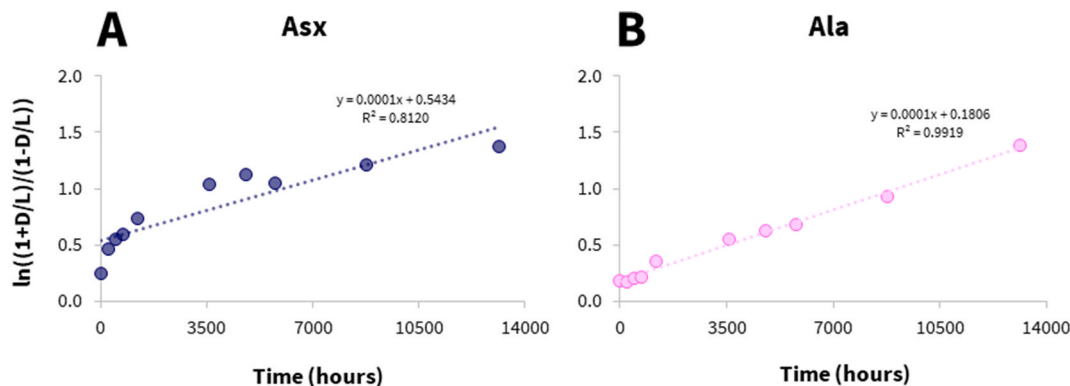 A
Asx
ln((1+D/L)/(1-D/L))
2.0
1.5
1.0
0.5
0.0
y = 0.0001x + 0.5434
R² = 0.8120
0
3500
7000
10500
14000
Time (hours)
B
Ala
2.0
1.5
1.0
0.5
0.0
y = 0.0001x + 0.1806
R² = 0.9919
0
3500
7000
10500
14000
Time (hours)